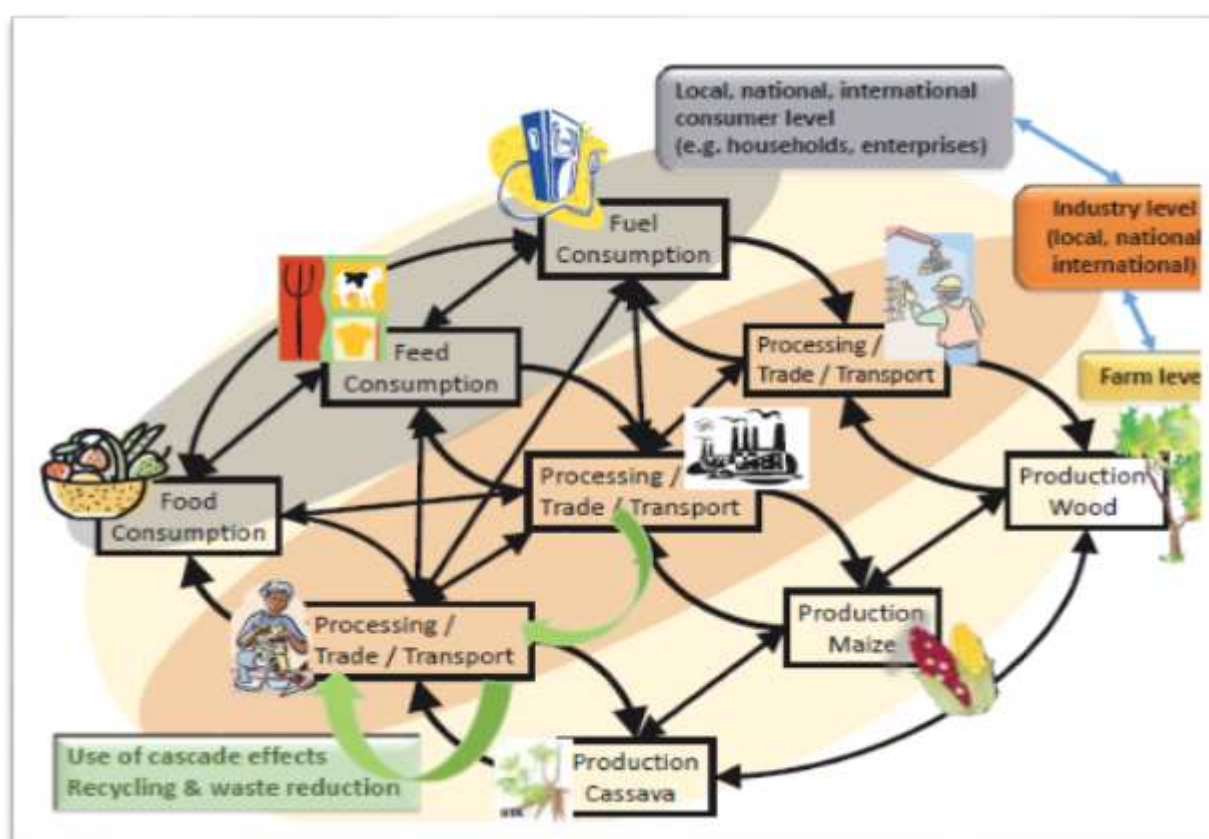 Local, national, international
consumer level
(e.g. households, enterprises)
Industry level
(local, national
international)
Farm leve
Fuel
Consumption
Feed
Consumption
Food
Consumption
Processing /
Trade / Transport
Processing /
Trade / Transport
Processing /
Trade / Transport
Production
Wood
Production
Maize
Production
Cassava
Use of cascade effects
Recycling & waste reduction